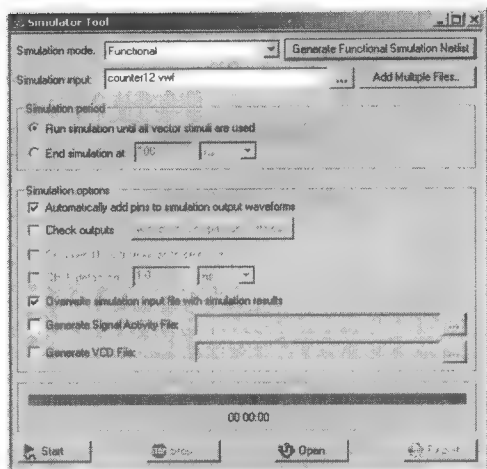 Simulator Tool
Simulation mode: Functional Generate Functional Simulation Netlist
Simulation input: counter12.vwf ... Add Multiple Files..
Simulation period
Run simulation until all vector stimuli are used
End simulation at
Simulation options
Automatically add pins to simulation output waveforms
Check outputs
Overwrite simulation input file with simulation results
Generate Signal Activity File: ...
Generate VCD File: ...
00:00:00
Start Stop Open Report